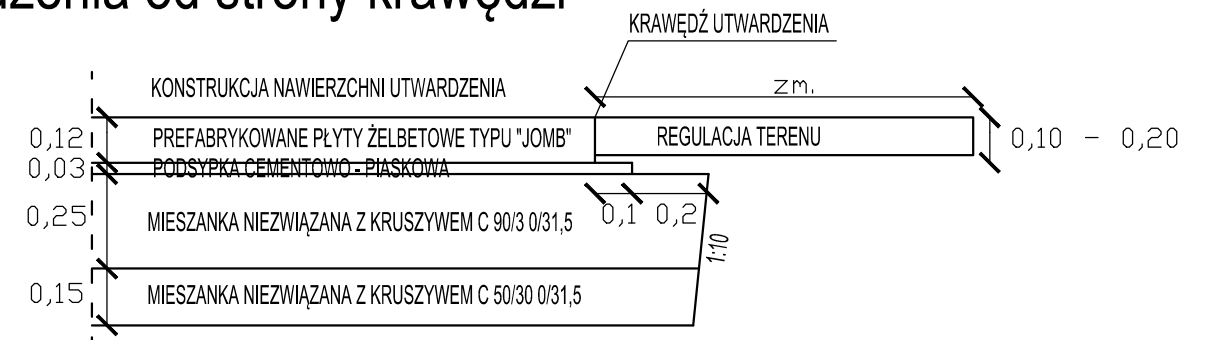 dzenia od strony krawędzi
KRAWĘDŹ UTWARDZENIA
KONSTRUKCJA NAWIERZCHNI UTWARDZENIA
zm.
0,12
PREFABRYKOWANE PŁYTY ŻELBETOWE TYPU "JOMB"
REGULACJA TERENU
0,10 - 0,20
0,03
PODSYPKA CEMENTOWO - PIASKOWA
0,25
MIESZANKA NIEZWIĄZANA Z KRUSZYWEM C 90/3 0/31,5
0,1
0,2
1:10
0,15
MIESZANKA NIEZWIĄZANA Z KRUSZYWEM C 50/30 0/31,5